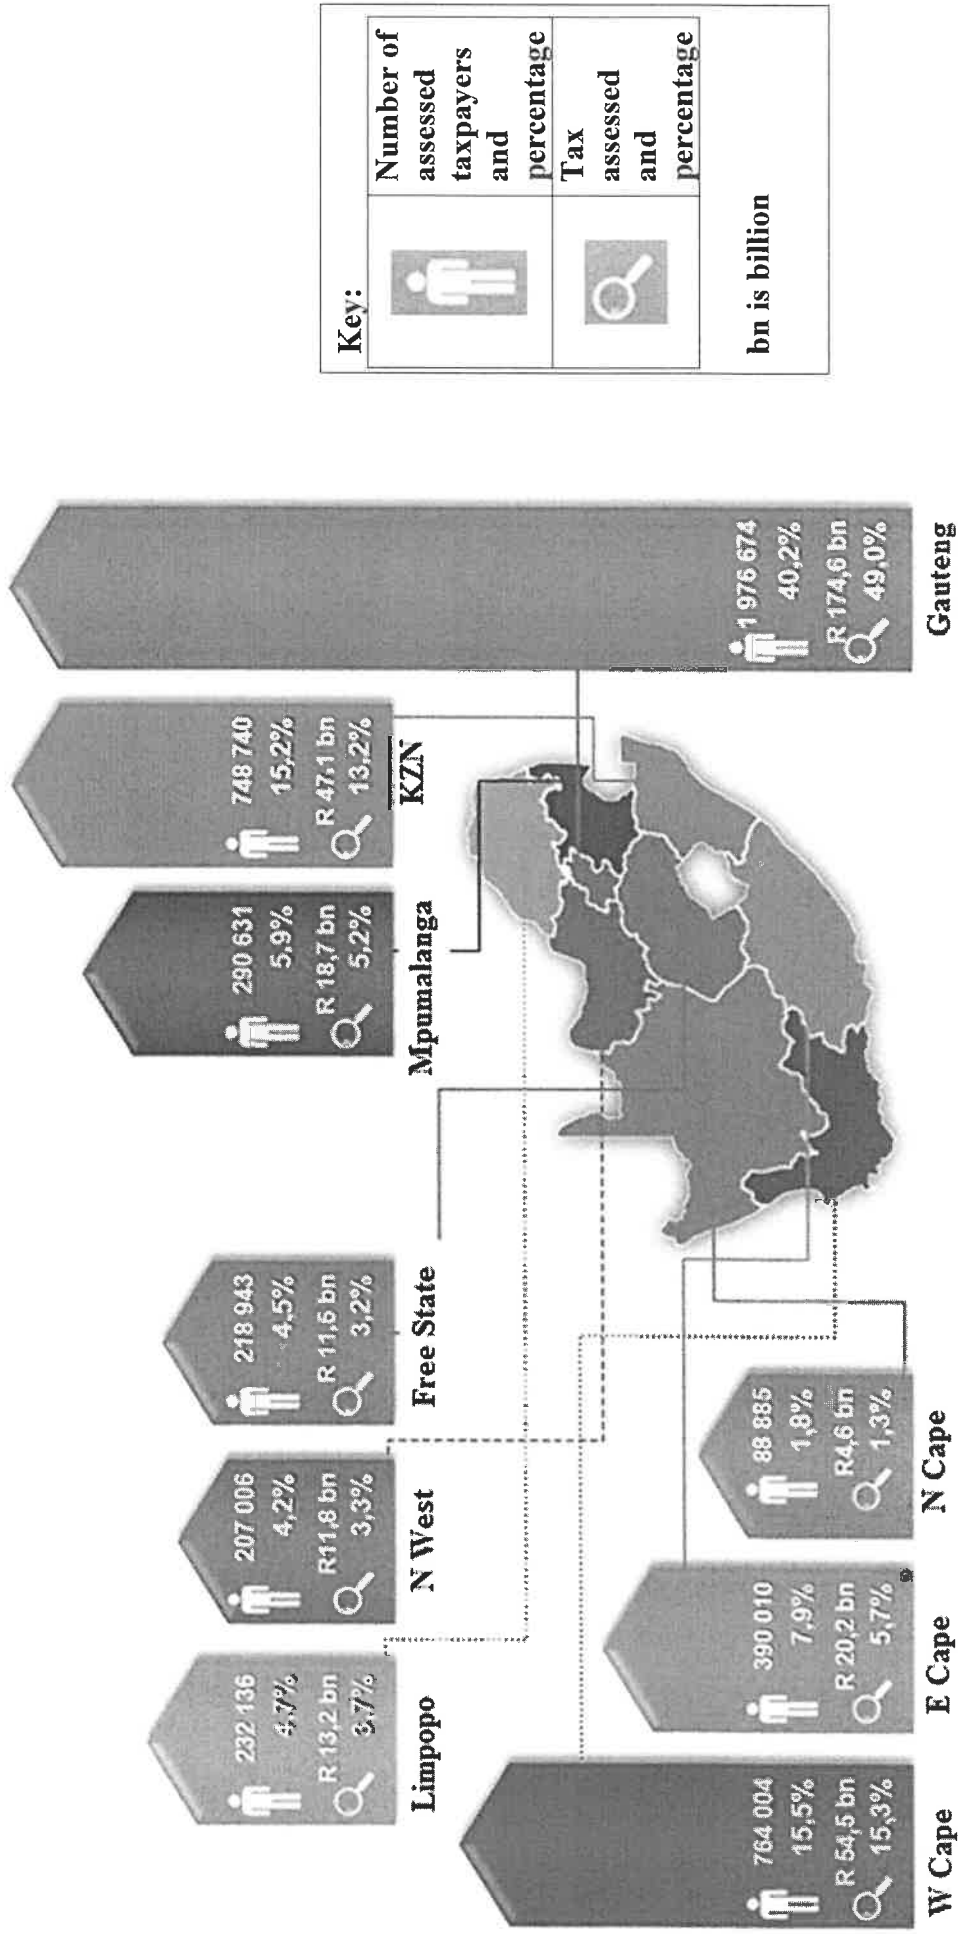 Limpopo
232 136
4,7%
R 13,2 bn
3,7%
N West
207 006
4,2%
R11,8 bn
3,3%
Free State
218 943
4,5%
R 11,6 bn
3,2%
Mpumalanga
290 631
5,9%
R 18,7 bn
5,2%
KZN
748 740
15,2%
R 47,1 bn
13,2%
W Cape
764 004
15,5%
R 54,5 bn
15,3%
E Cape
390 010
7,9%
R 20,2 bn
5,7%
N Cape
88 885
1,8%
R4,6 bn
1,3%
Gauteng
1 976 674
40,2%
R 174,6 bn
49,0%
Key:
Number of
assessed
taxpayers
and
percentage
Tax
assessed
and
percentage
bn is billion